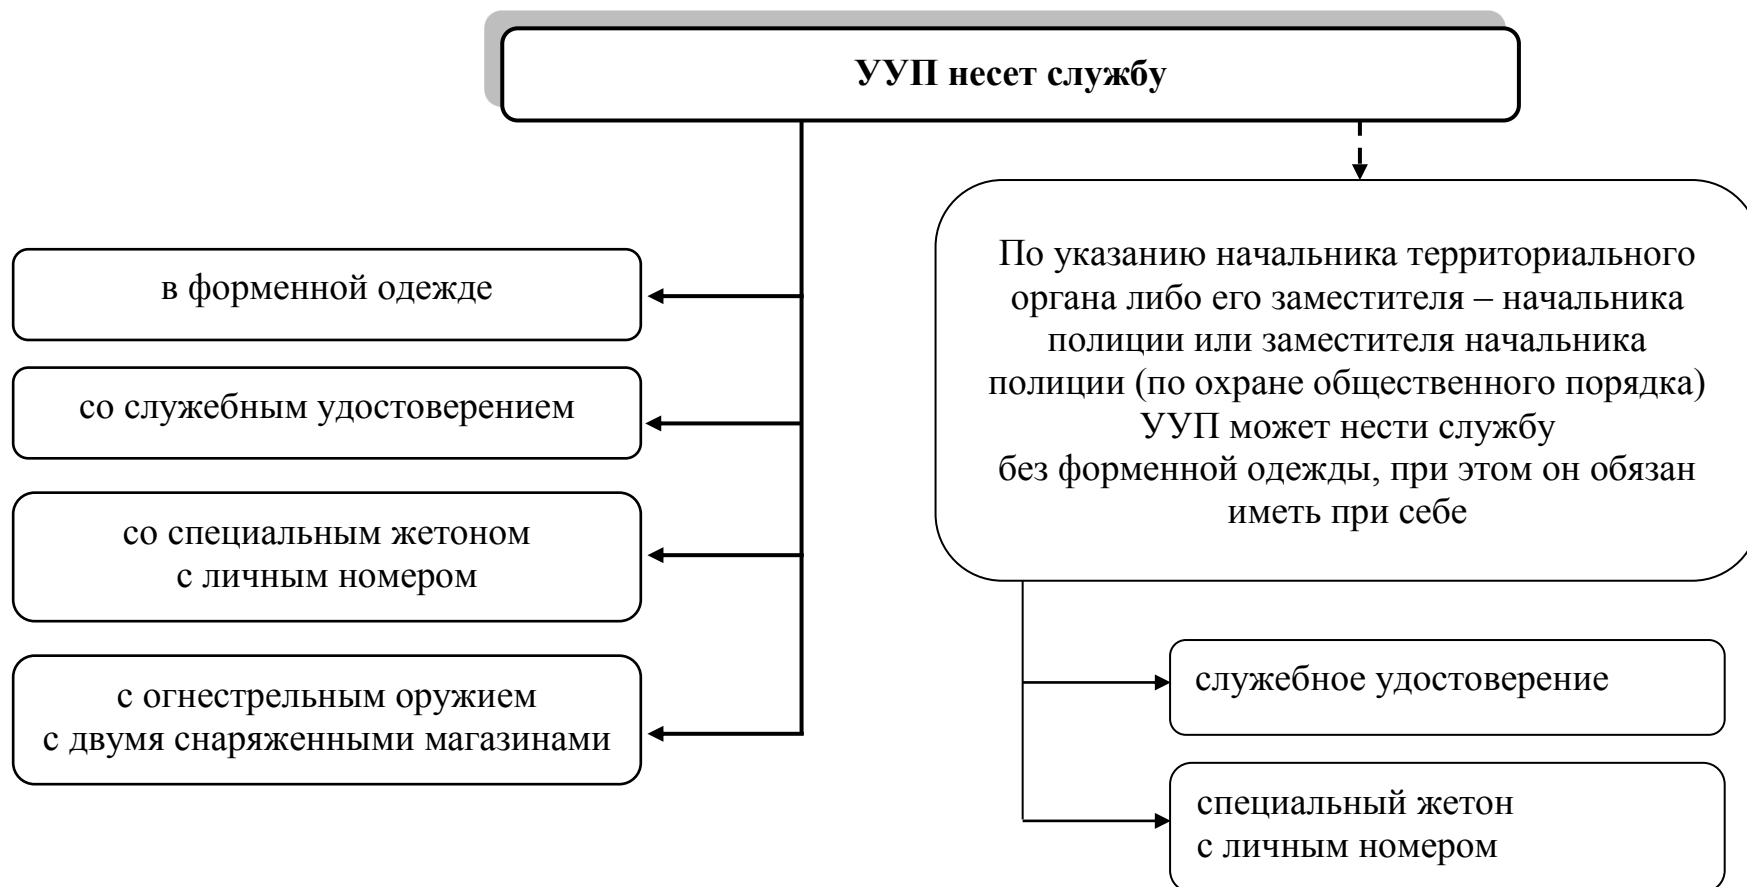 УУП несет службу
в форменной одежде
со служебным удостоверением
со специальным жетоном
с личным номером
с огнестрельным оружием
с двумя снаряженными магазинами
По указанию начальника территориального
органа либо его заместителя – начальника
полиции или заместителя начальника
полиции (по охране общественного порядка)
УУП может нести службу
без форменной одежды, при этом он обязан
иметь при себе
служебное удостоверение
специальный жетон
с личным номером